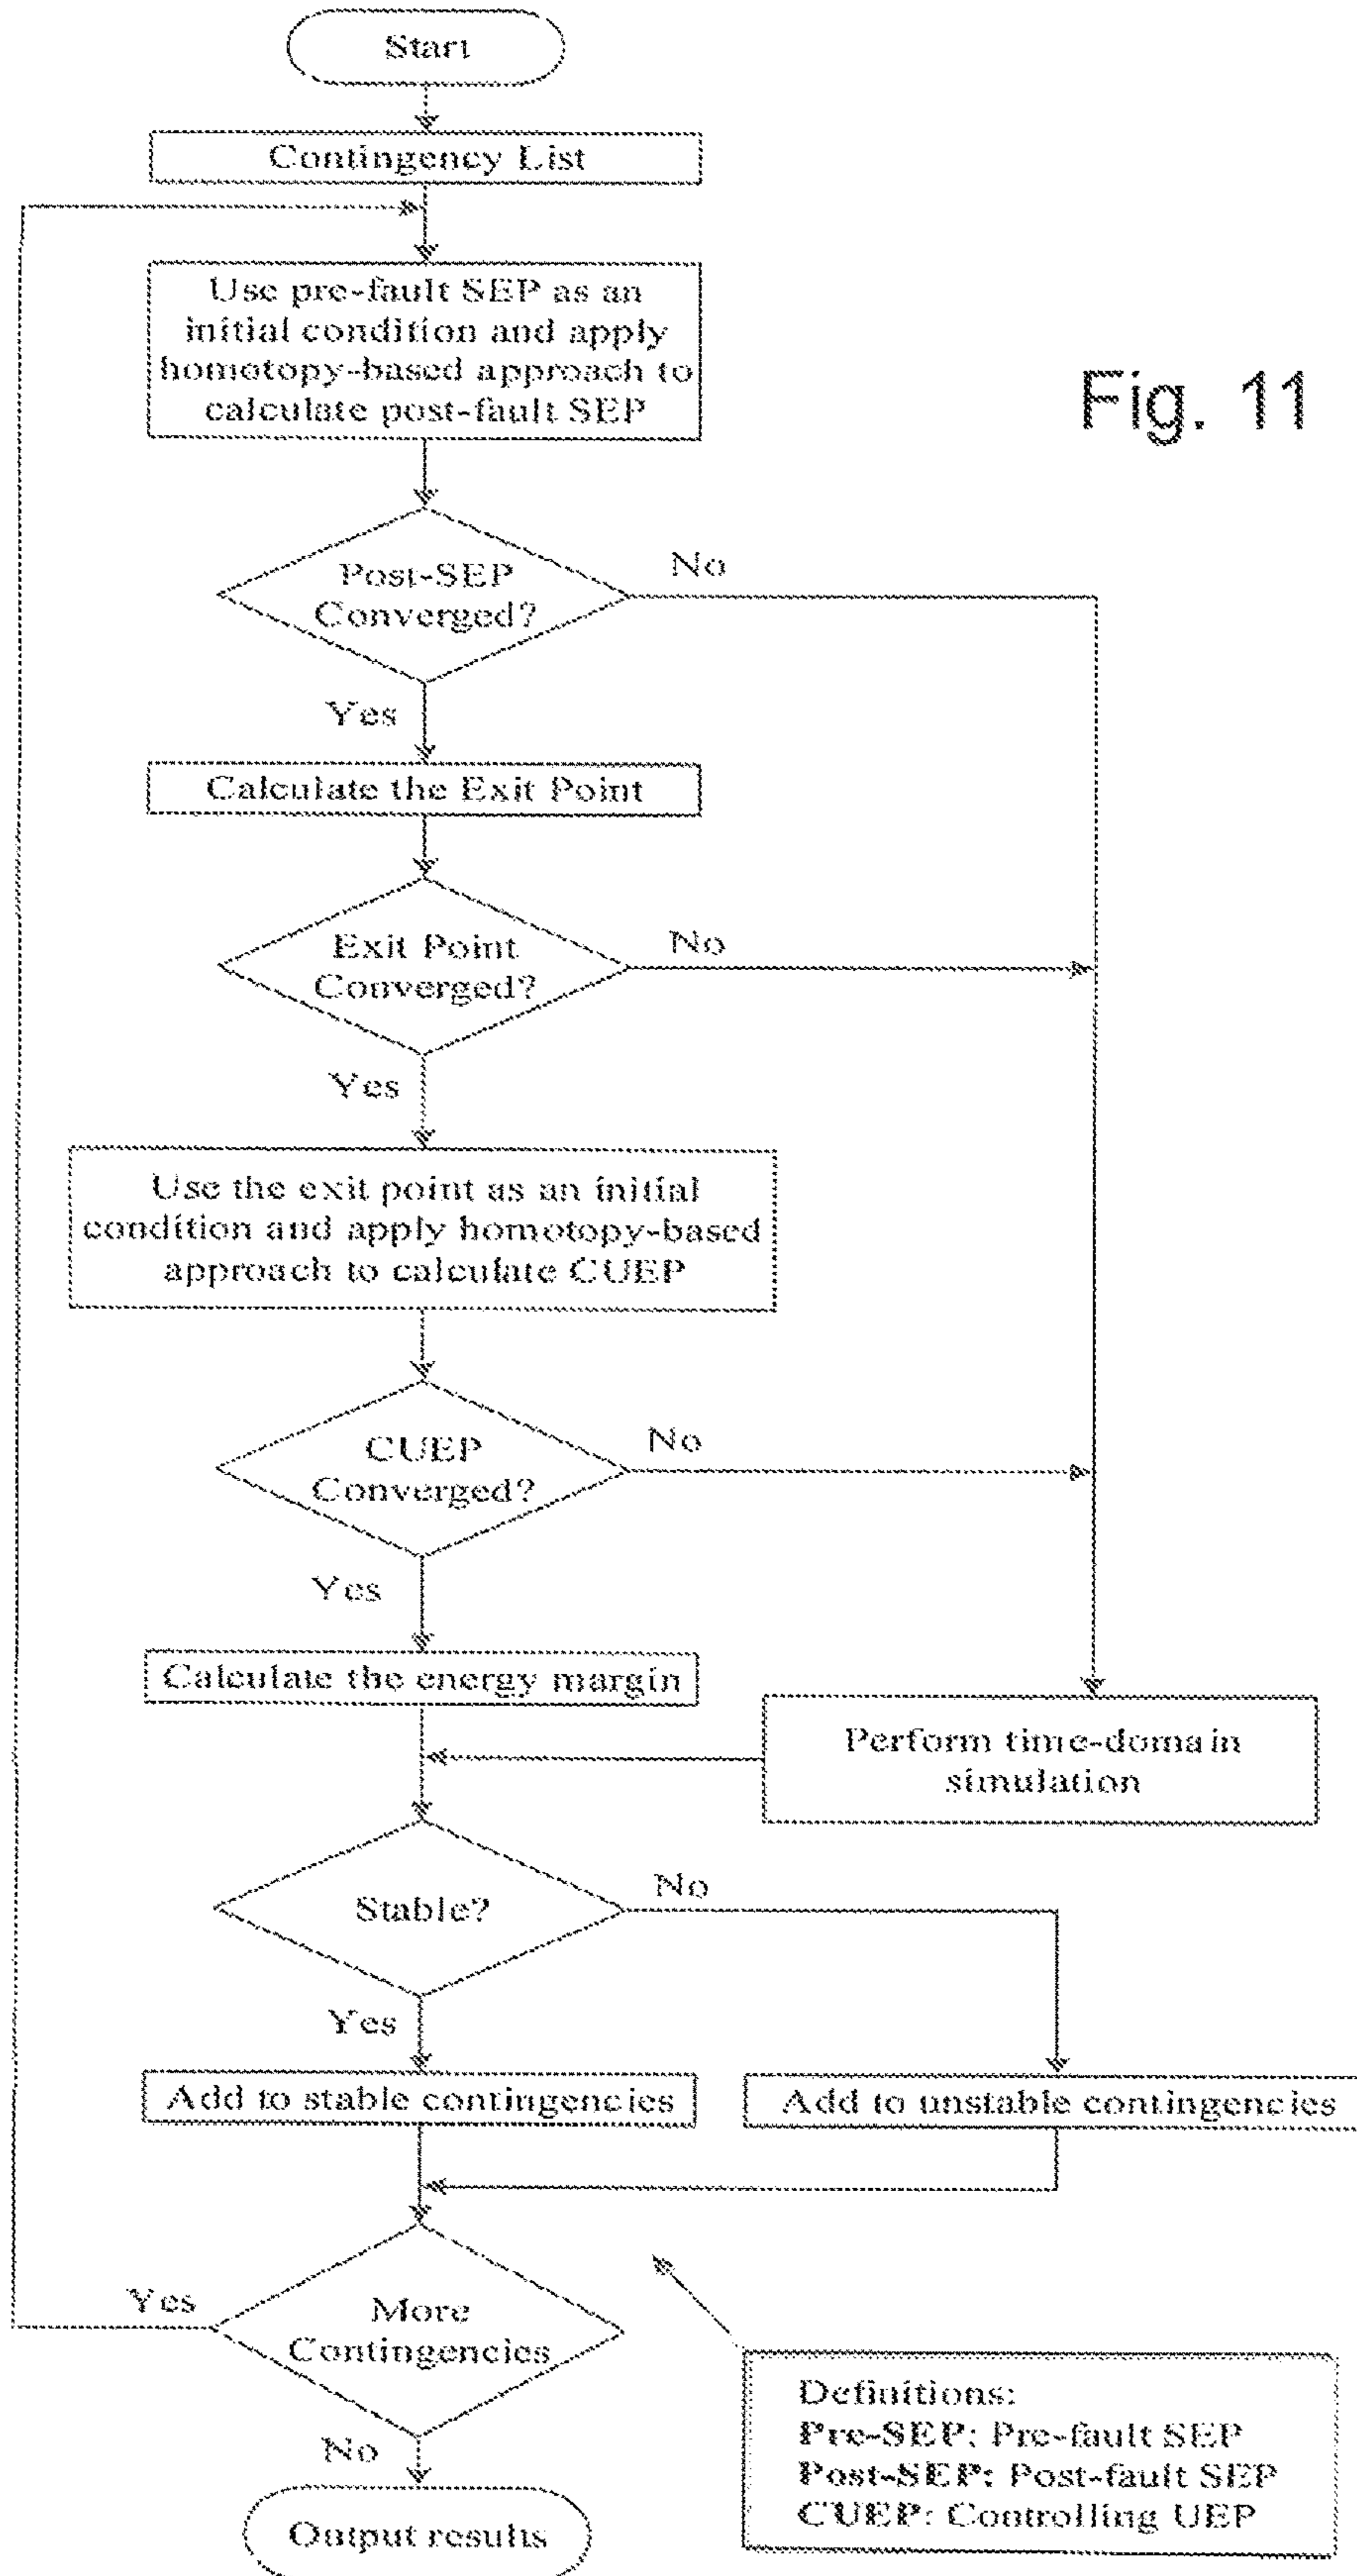 Start
Contingency List
Use pre-fault SEP as an
initial condition and apply
homotopy-based approach to
calculate post-fault SEP
Fig. 11
Post-SEP
Converged?
No
Yes
Calculate the Exit Point
Exit Point
Converged?
No
Yes
Use the exit point as an initial
condition and apply homotopy-based
approach to calculate CUEP
CUEP
Converged?
No
Yes
Calculate the energy margin
Perform time-domain
simulation
Stable?
No
Yes
Add to stable contingencies
Add to unstable contingencies
Yes
More
Contingencies
No
Output results
Definitions:
Pre-SEP: Pre-fault SEP
Post-SEP: Post-fault SEP
CUEP: Controlling UEP